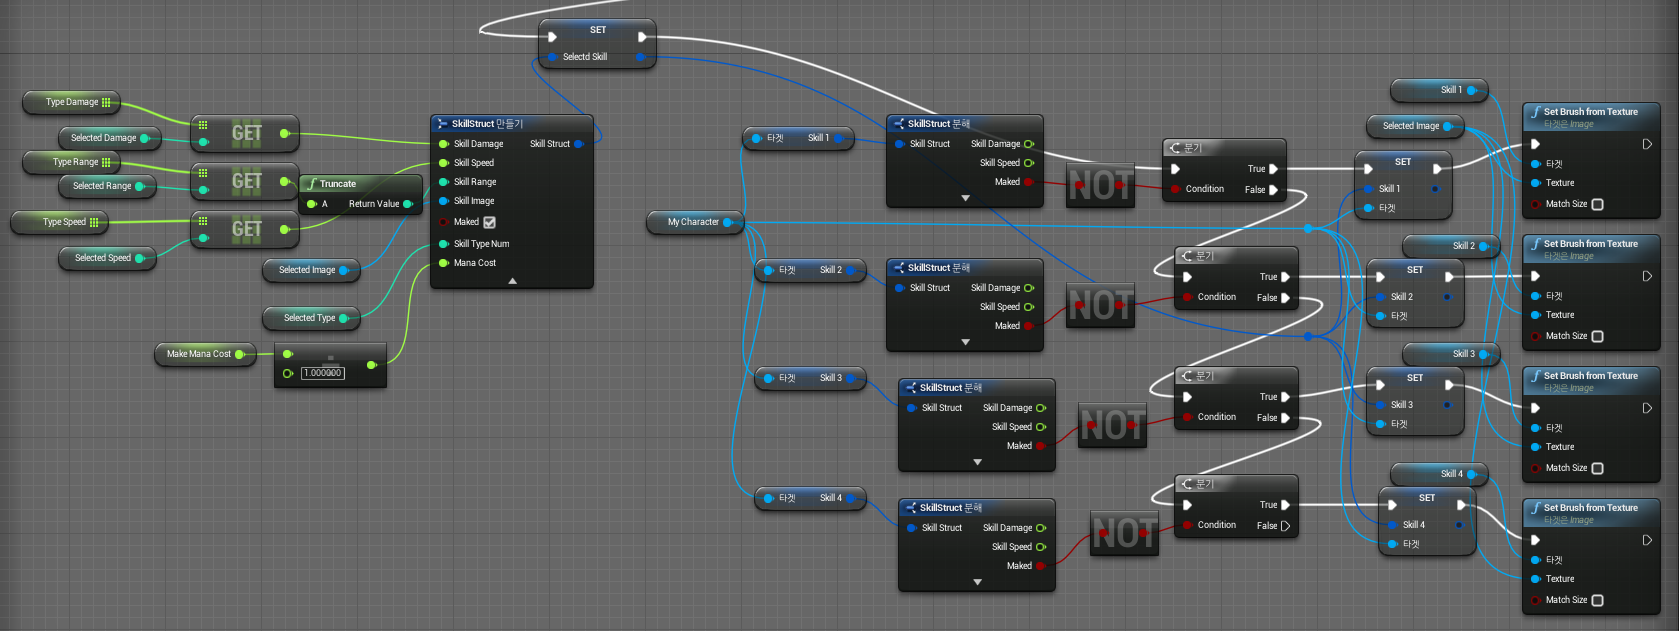 SET
Selectd Skill
Type Damage
GET
Selected Damage
Type Range
GET
Selected Range
Truncate
A
Return Value
Type Speed
GET
Selected Speed
Selected Image
Selected Type
Make Mana Cost
1.000000
SkillStruct 만들기
Skill Damage
Skill Struct
Skill Speed
Skill Range
Skill Image
Maked
Skill Type Num
Mana Cost
My Character
타겟
Skill 1
SkillStruct 분해
Skill Struct
Skill Damage
Skill Speed
Maked
NOT
분기
True
Condition
False
Skill 1
Selected Image
SET
Skill 1
타겟
Set Brush from Texture
타겟은 Image
타겟
Texture
Match Size
타겟
Skill 2
SkillStruct 분해
Skill Struct
Skill Damage
Skill Speed
Maked
NOT
분기
True
Condition
False
Skill 2
SET
Skill 2
타겟
Set Brush from Texture
타겟은 Image
타겟
Texture
Match Size
타겟
Skill 3
SkillStruct 분해
Skill Struct
Skill Damage
Skill Speed
Maked
NOT
분기
True
Condition
False
Skill 3
SET
Skill 3
타겟
Set Brush from Texture
타겟은 Image
타겟
Texture
Match Size
타겟
Skill 4
SkillStruct 분해
Skill Struct
Skill Damage
Skill Speed
Maked
NOT
분기
True
Condition
False
Skill 4
SET
Skill 4
타겟
Set Brush from Texture
타겟은 Image
타겟
Texture
Match Size